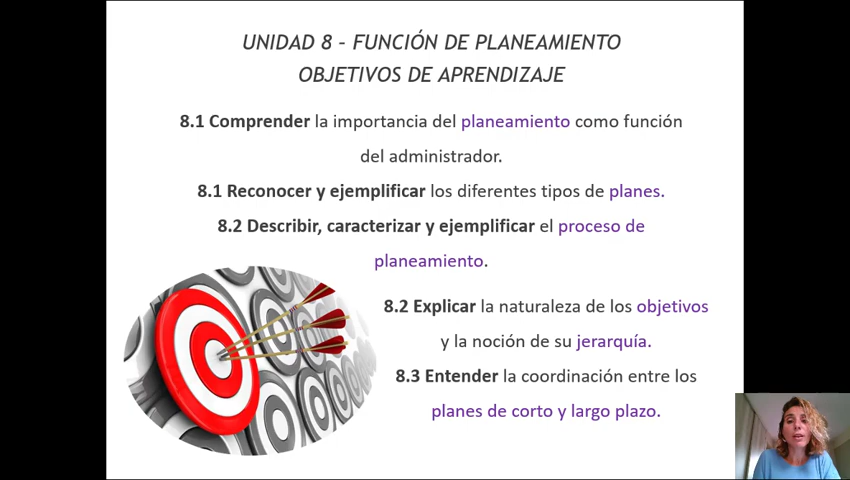 UNIDAD 8 – FUNCIÓN DE PLANEAMIENTO
OBJETIVOS DE APRENDIZAJE
8.1 Comprender la importancia del planeamiento como función
del administrador.
8.1 Reconocer y ejemplificar los diferentes tipos de planes.
8.2 Describir, caracterizar y ejemplificar el proceso de
planeamiento.
8.2 Explicar la naturaleza de los objetivos
y la noción de su jerarquía.
8.3 Entender la coordinación entre los
planes de corto y largo plazo.